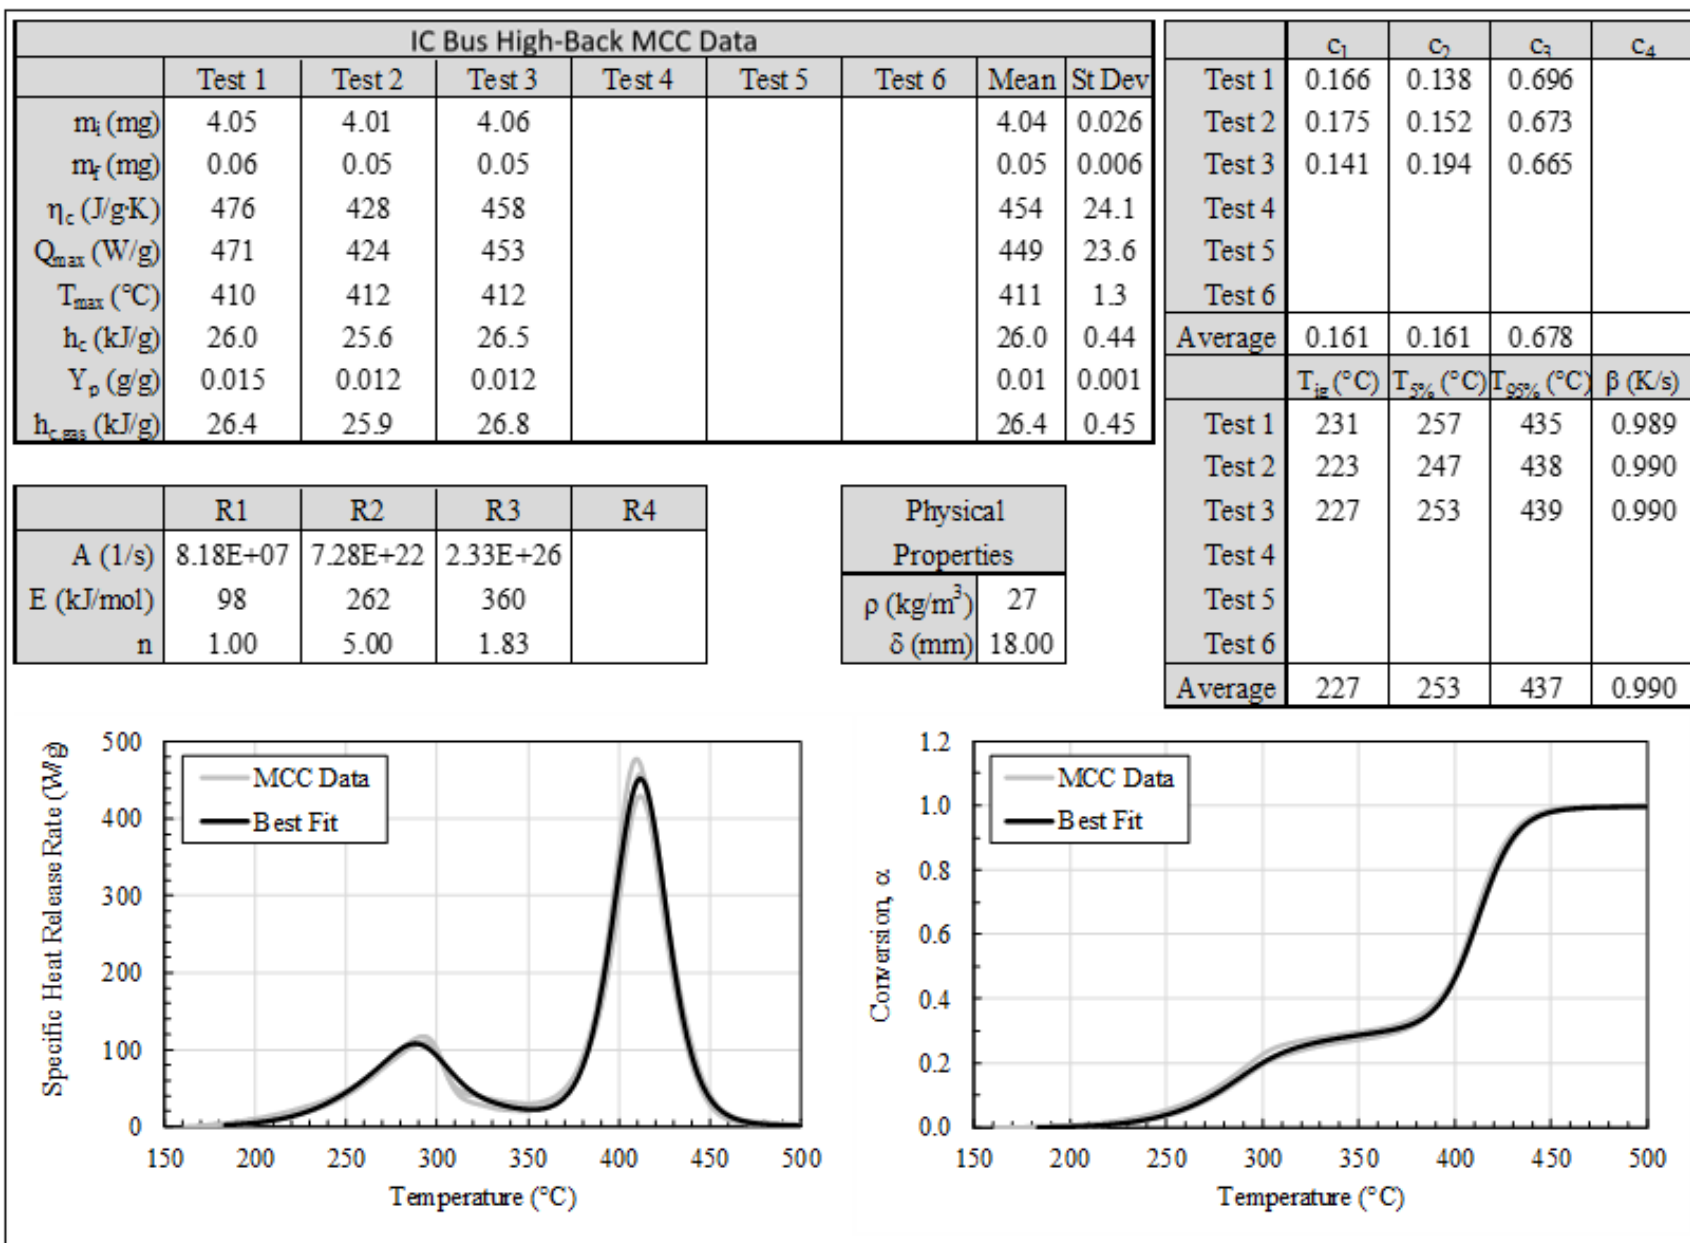 IC Bus High-Back MCC Data
Test 1 Test 2 Test 3 Test 4 Test 5 Test 6 Mean St Dev
mᵢ (mg) 4.05 4.01 4.06 4.04 0.026
m_f (mg) 0.06 0.05 0.05 0.05 0.006
η_c (J/g·K) 476 428 458 454 24.1
Q_max (W/g) 471 424 453 449 23.6
T_max (°C) 410 412 412 411 1.3
h_c (kJ/g) 26.0 25.6 26.5 26.0 0.44
Y_p (g/g) 0.015 0.012 0.012 0.01 0.001
h_c,gas (kJ/g) 26.4 25.9 26.8 26.4 0.45
c₁ c₂ c₃ c₄
Test 1 0.166 0.138 0.696
Test 2 0.175 0.152 0.673
Test 3 0.141 0.194 0.665
Test 4
Test 5
Test 6
Average 0.161 0.161 0.678
T_ig (°C) T_5% (°C) T_95% (°C) β (K/s)
Test 1 231 257 435 0.989
Test 2 223 247 438 0.990
Test 3 227 253 439 0.990
Test 4
Test 5
Test 6
Average 227 253 437 0.990
R1 R2 R3 R4
A (1/s) 8.18E+07 7.28E+22 2.33E+26
E (kJ/mol) 98 262 360
n 1.00 5.00 1.83
Physical
Properties
ρ (kg/m³) 27
δ (mm) 18.00
Specific Heat Release Rate (W/g)
500
400
300
200
100
0
MCC Data
Best Fit
150 200 250 300 350 400 450 500
Temperature (°C)
Conversion, α
1.2
1.0
0.8
0.6
0.4
0.2
0.0
MCC Data
Best Fit
150 200 250 300 350 400 450 500
Temperature (°C)